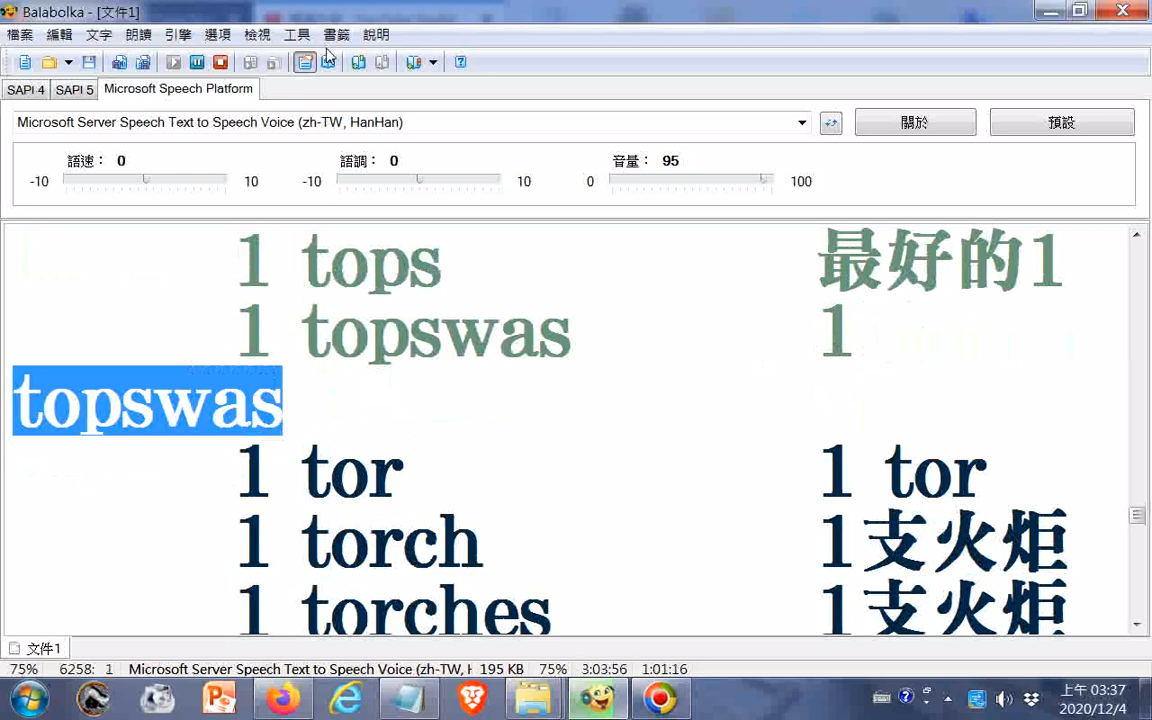 Balabolka - [文件1]
檔案 編輯 文字 朗讀 引擎 選項 檢視 工具 書籤 說明
SAPI 4 SAPI 5 Microsoft Speech Platform
Microsoft Server Speech Text to Speech Voice (zh-TW, HanHan) 關於 預設
語速： 0 語調： 0 音量： 95
-10 10 -10 10 0 100
1 tops 最好的1
1 topswas 1
topswas
1 tor 1 tor
1 torch 1支火炬
1 torches 1支火炬
文件1
75% 6258: 1 Microsoft Server Speech Text to Speech Voice (zh-TW, H 195 KB 75% 3:03:56 1:01:16
上午 03:37
2020/12/4